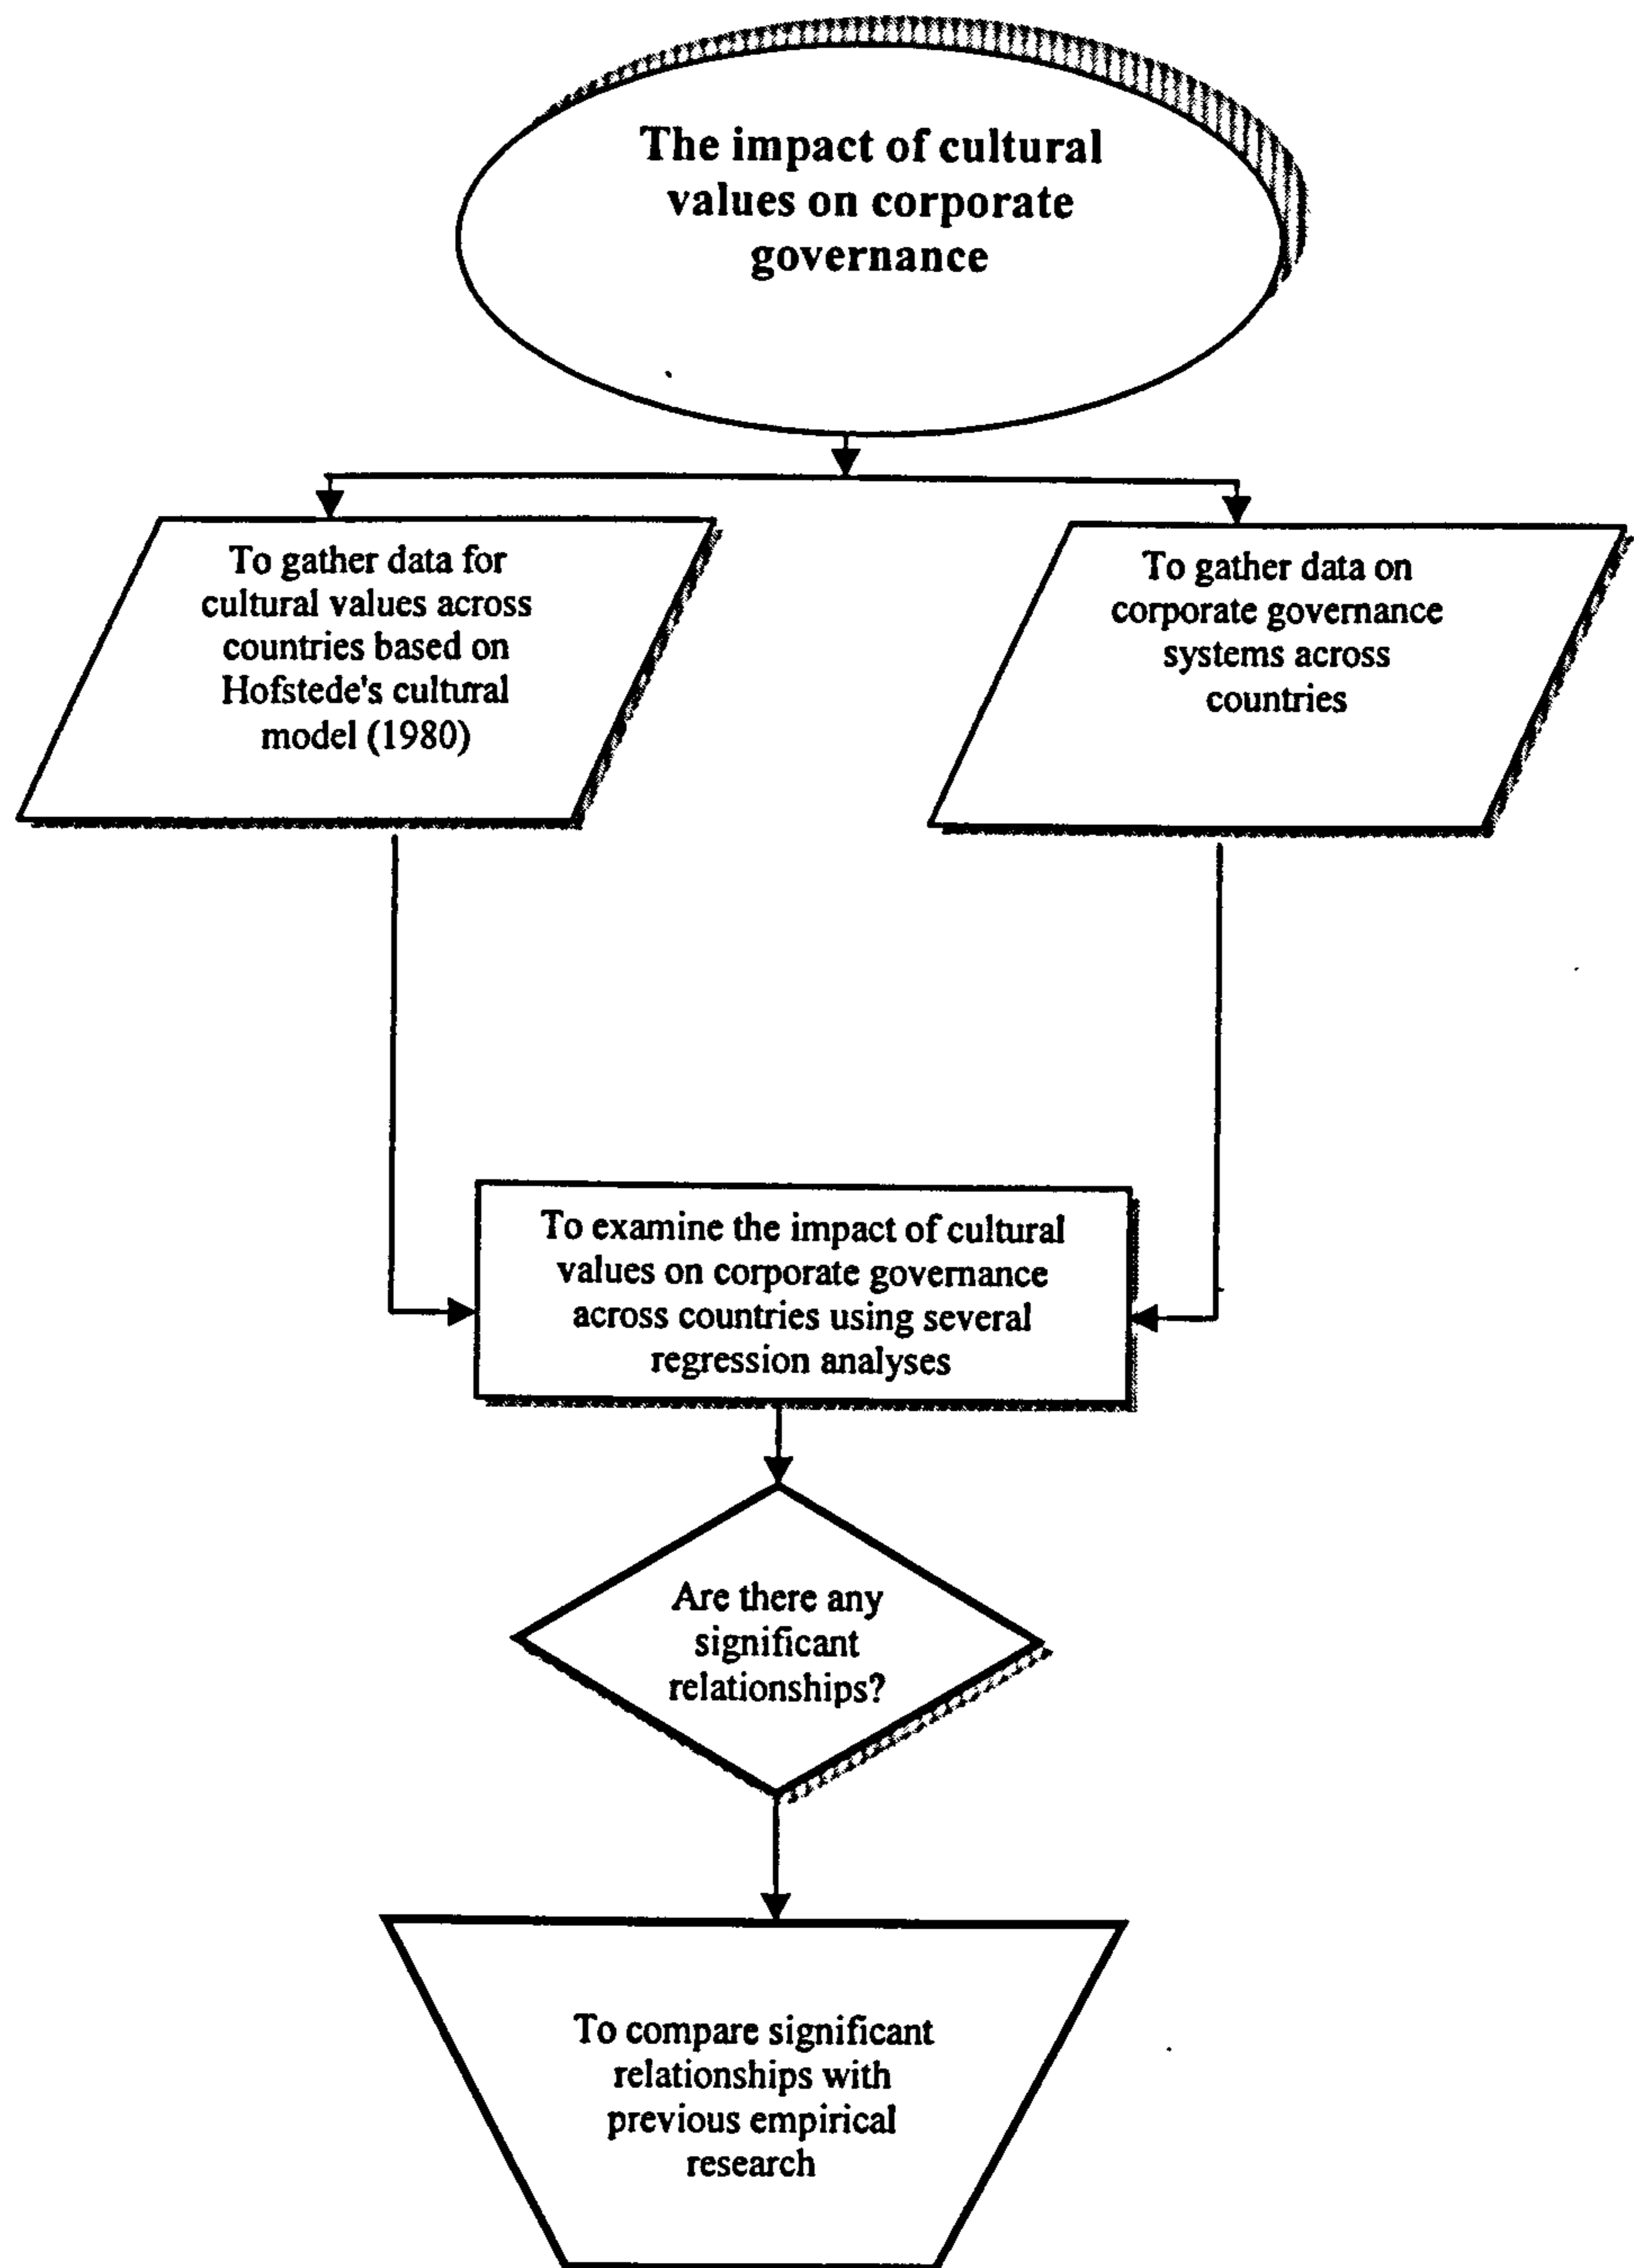 The impact of cultural
values on corporate
governance
To gather data for
cultural values across
countries based on
Hofstede's cultural
model (1980)
To gather data on
corporate governance
systems across
countries
To examine the impact of cultural
values on corporate governance
across countries using several
regression analyses
Are there any
significant
relationships?
To compare significant
relationships with
previous empirical
research